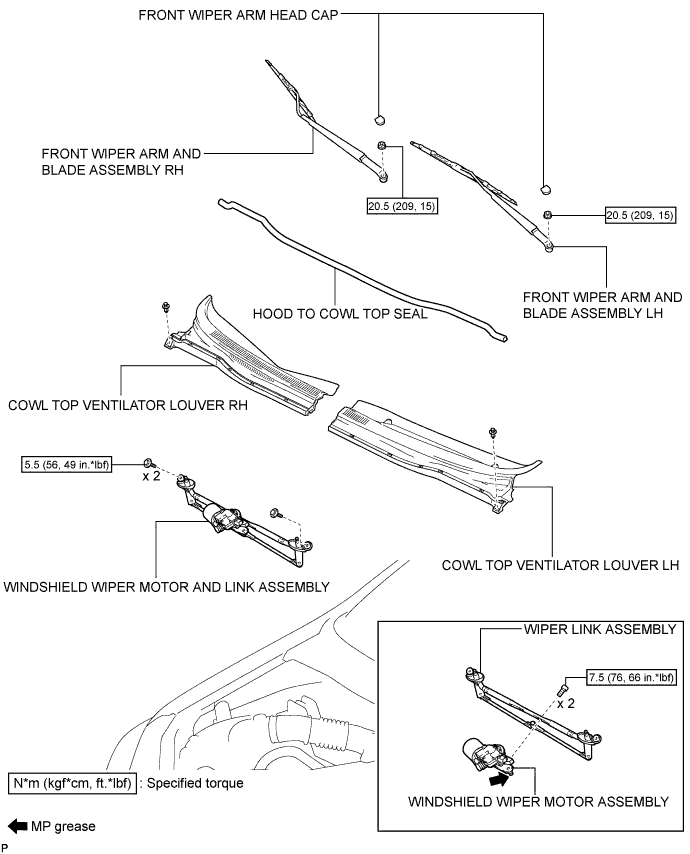 FRONT WIPER ARM HEAD CAP
FRONT WIPER ARM AND
BLADE ASSEMBLY RH
20.5 (209, 15)
20.5 (209, 15)
FRONT WIPER ARM AND
BLADE ASSEMBLY LH
HOOD TO COWL TOP SEAL
COWL TOP VENTILATOR LOUVER RH
5.5 (56, 49 in.*lbf)
x 2
COWL TOP VENTILATOR LOUVER LH
WINDSHIELD WIPER MOTOR AND LINK ASSEMBLY
WIPER LINK ASSEMBLY
7.5 (76, 66 in.*lbf)
x 2
WINDSHIELD WIPER MOTOR ASSEMBLY
N*m (kgf*cm, ft.*lbf) : Specified torque
MP grease
P